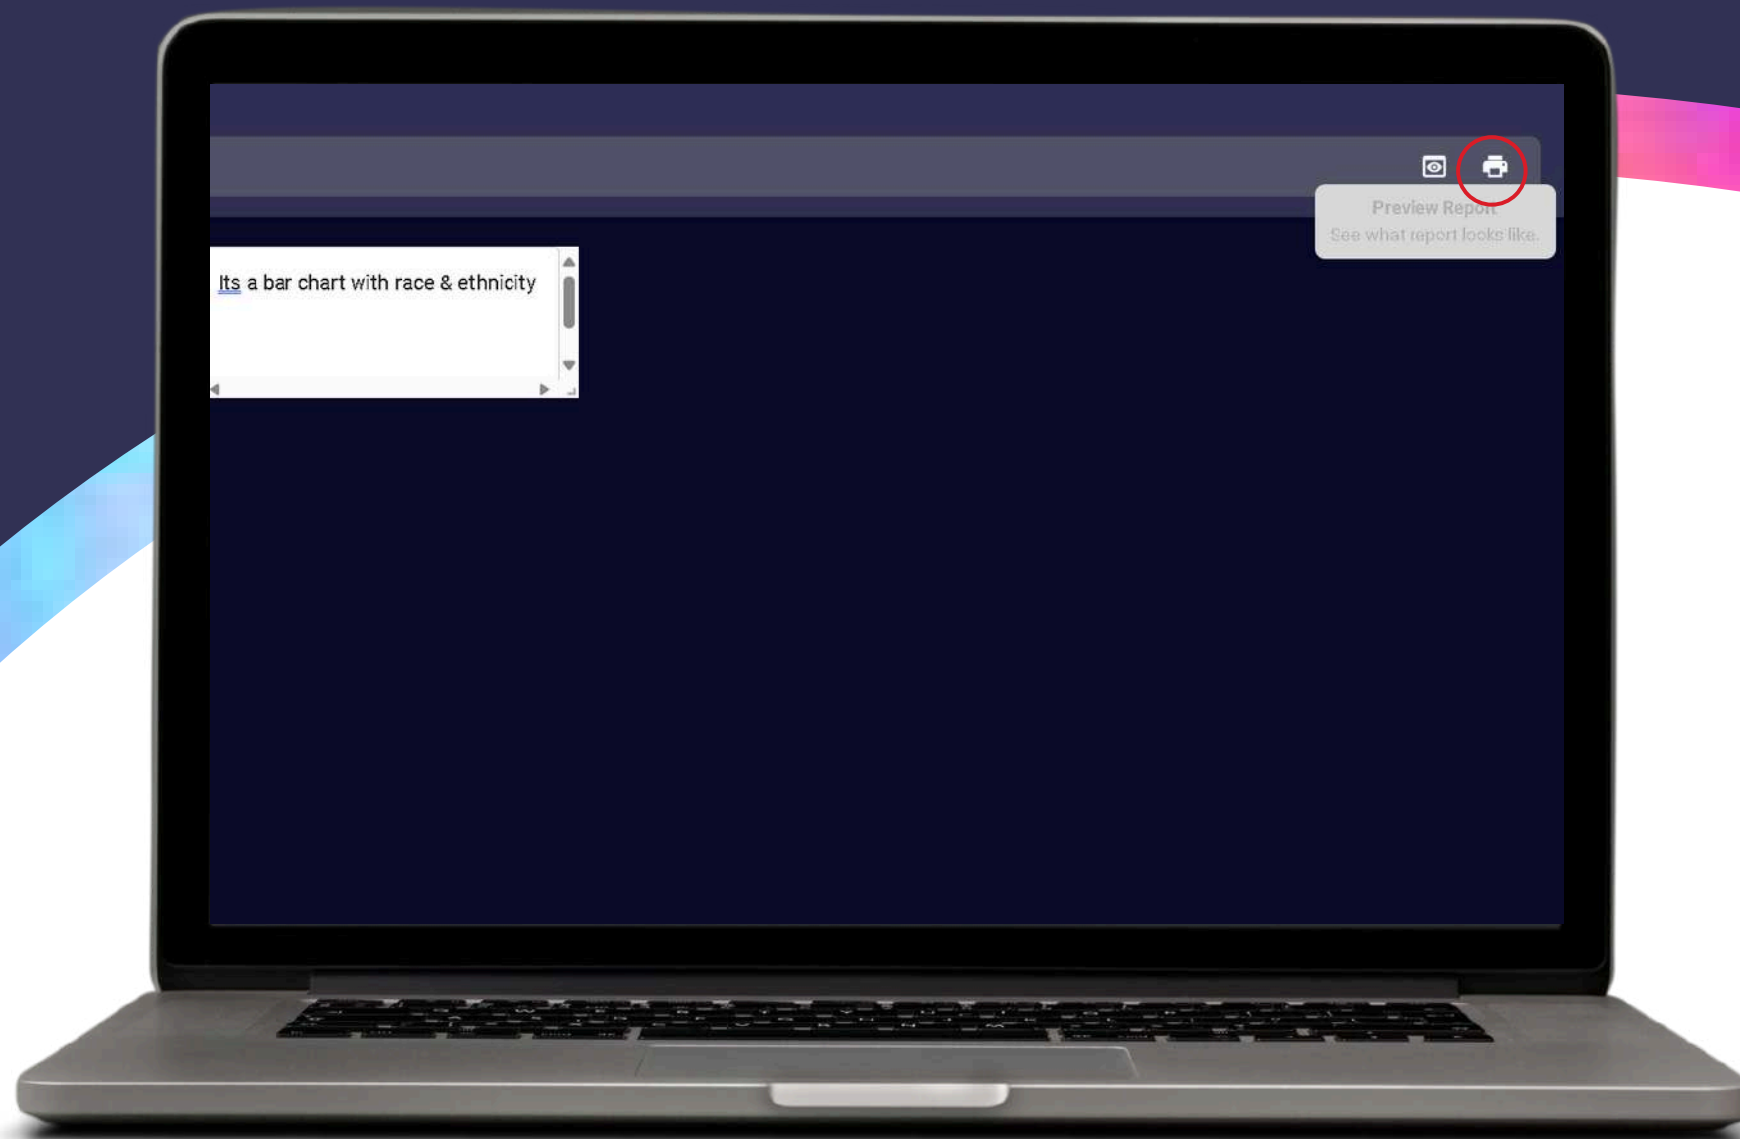 Preview Report
See what report looks like.
Its a bar chart with race & ethnicity